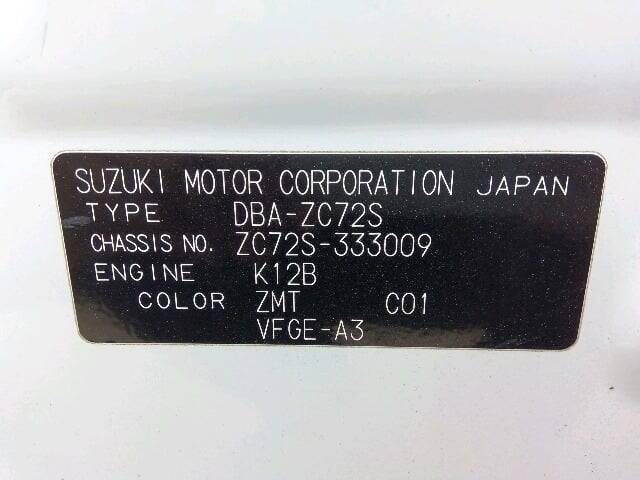 SUZUKI MOTOR CORPORATION JAPAN
TYPE DBA-ZC72S
CHASSIS NO. ZC72S-333009
ENGINE K12B
COLOR ZMT C01
VFGE-A3